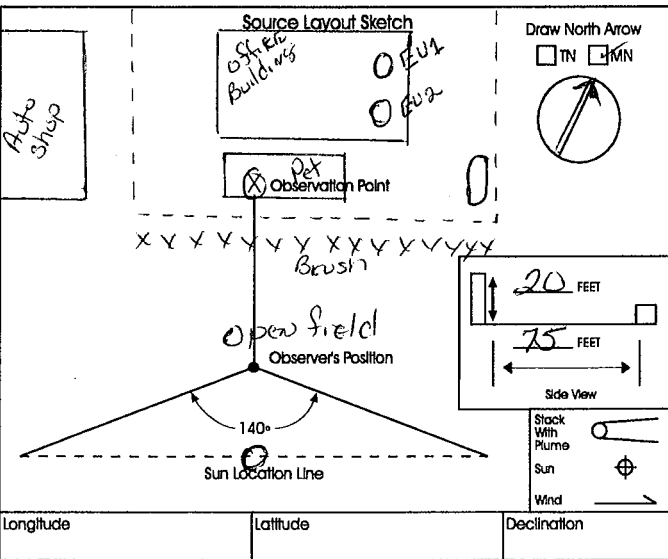 Source Layout Sketch
Draw North Arrow
TN MN
Office
Building
EU1
EU2
Auto
Shop
Pet
X Observation Point
X X X X X X X X X X X X X X
Brush
20 FEET
Open field
75 FEET
Observer's Position
Side View
140°
Stack
With
Plume
Sun Location Line
Sun
Wind
Longitude
Latitude
Declination